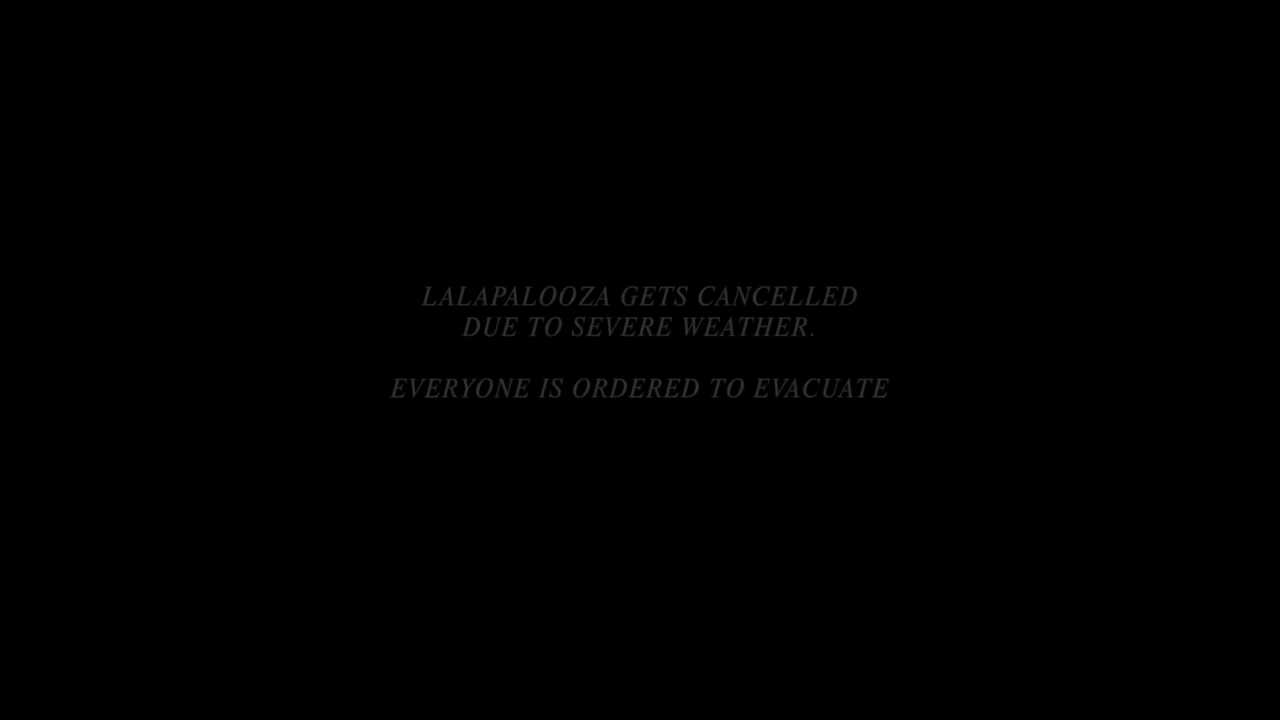 LALAPALOOZA GETS CANCELLED
DUE TO SEVERE WEATHER.
EVERYONE IS ORDERED TO EVACUATE